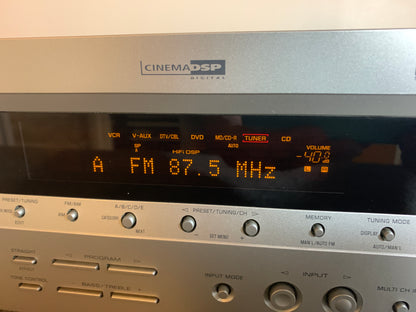 CINEMA DSP
DIGITAL
VCR V-AUX DTV/CBL DVD MD/CD-R TUNER CD
AUTO
VOLUME
HiFi DSP
-40 dB
A FM 87.5 MHz
PRESET/TUNING
EDIT
FM/AM
A/B/C/D/E
CATEGORY
NEXT
PRESET/TUNING/CH
SET MENU
MEMORY
MAN'L/AUTO FM
TUNING MODE
DISPLAY
AUTO/MAN'L
STRAIGHT
EFFECT
PROGRAM
TONE CONTROL
BASS/TREBLE
INPUT MODE
INPUT
MULTI CH